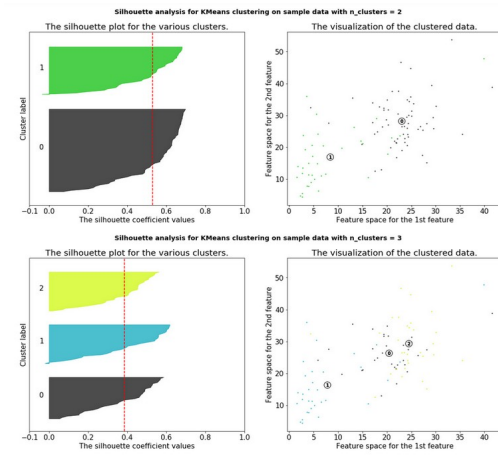 Silhouette analysis for KMeans clustering on sample data with n_clusters = 2
The silhouette plot for the various clusters.
Cluster label
1
0
−0.1 0.0 0.2 0.4 0.6 0.8 1.0
The silhouette coefficient values
The visualization of the clustered data.
Feature space for the 2nd feature
50
40
30
20
10
0
1
0 5 10 15 20 25 30 35 40
Feature space for the 1st feature
Silhouette analysis for KMeans clustering on sample data with n_clusters = 3
The silhouette plot for the various clusters.
Cluster label
2
1
0
−0.1 0.0 0.2 0.4 0.6 0.8 1.0
The silhouette coefficient values
The visualization of the clustered data.
Feature space for the 2nd feature
50
40
30
20
10
2
0
1
0 5 10 15 20 25 30 35 40
Feature space for the 1st feature